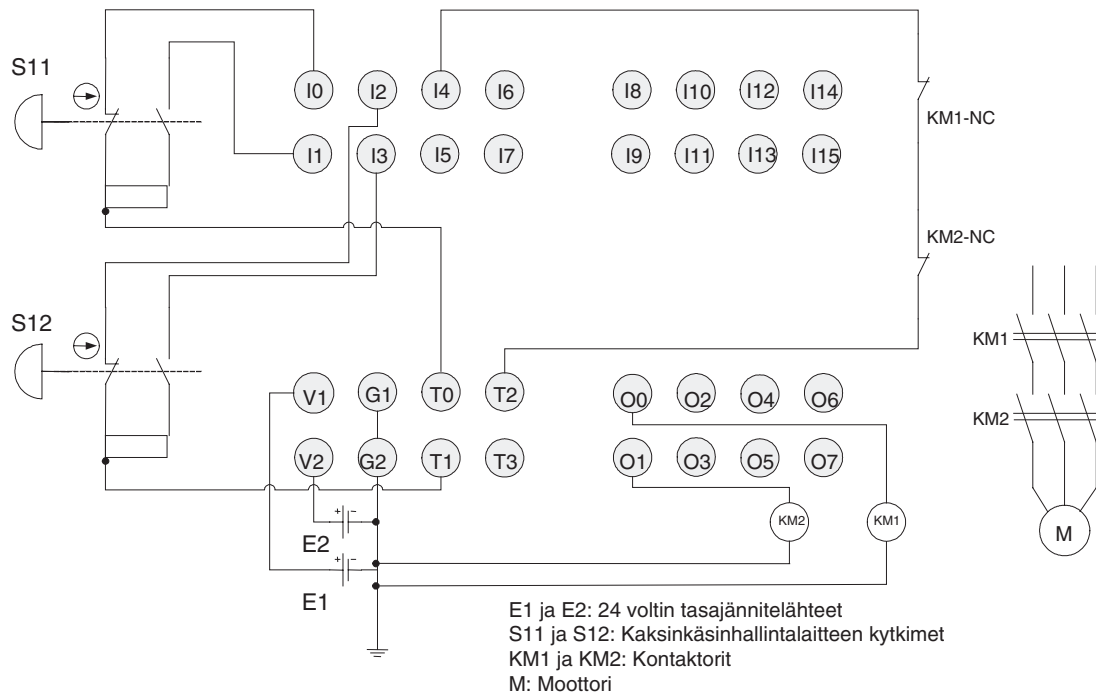 S11
I0 I2 I4 I6 I8 I10 I12 I14
KM1-NC
I1 I3 I5 I7 I9 I11 I13 I15
KM2-NC
S12
KM1
V1 G1 T0 T2 O0 O2 O4 O6
KM2
V2 G2 T1 T3 O1 O3 O5 O7
+ -
E2
KM2 KM1
M
+ -
E1
E1 ja E2: 24 voltin tasajännitelähteet
S11 ja S12: Kaksinkäsinhallintalaitteen kytkimet
KM1 ja KM2: Kontaktorit
M: Moottori